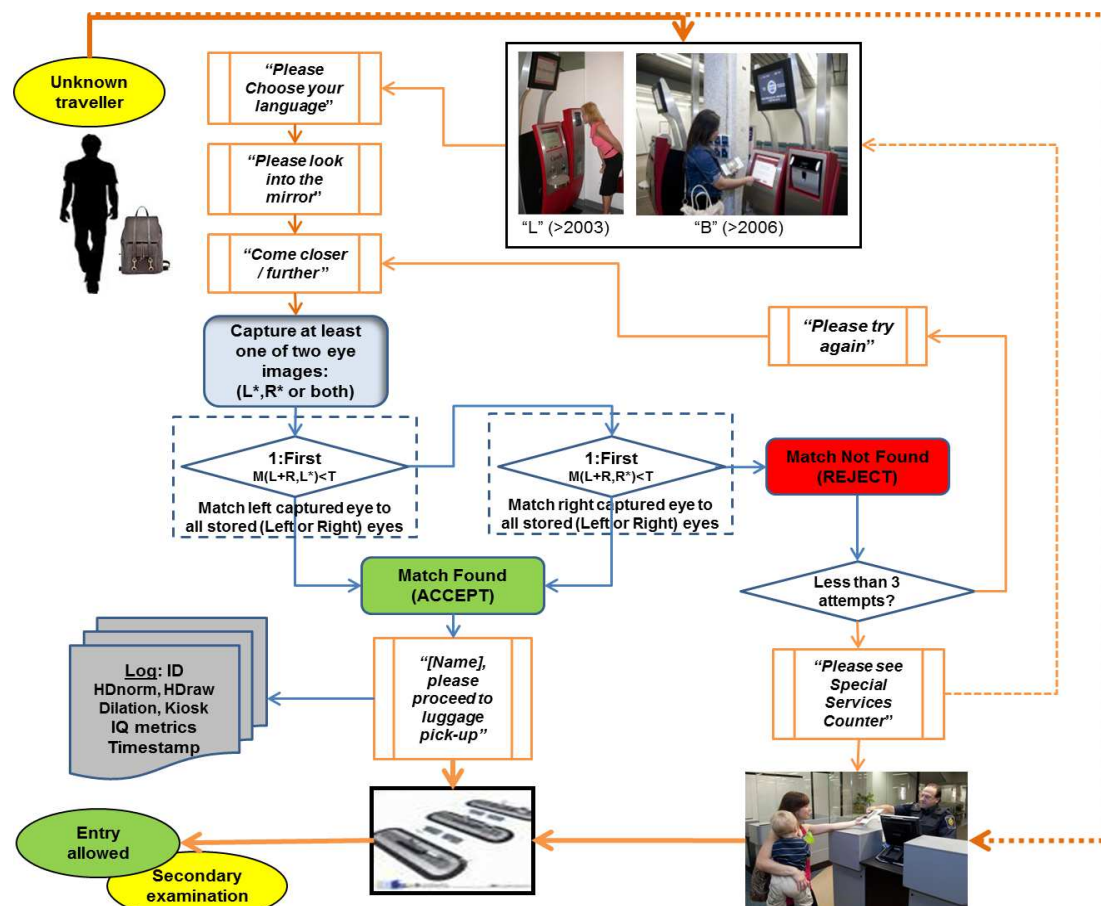 Unknown
traveller
“Please
Choose your
language”
“Please look
into the
mirror”
“Come closer
/ further”
“L” (>2003)
“B” (>2006)
“Please try
again”
Capture at least
one of two eye
images:
(L*,R* or both)
1:First
M(L+R,L*)<T
Match left captured eye to
all stored (Left or Right) eyes
1:First
M(L+R,R*)<T
Match right captured eye to
all stored (Left or Right) eyes
Match Not Found
(REJECT)
Match Found
(ACCEPT)
Less than 3
attempts?
Log: ID
HDnorm, HDraw
Dilation, Kiosk
IQ metrics
Timestamp
“[Name],
please
proceed to
luggage
pick-up”
“Please see
Special
Services
Counter”
Entry
allowed
Secondary
examination